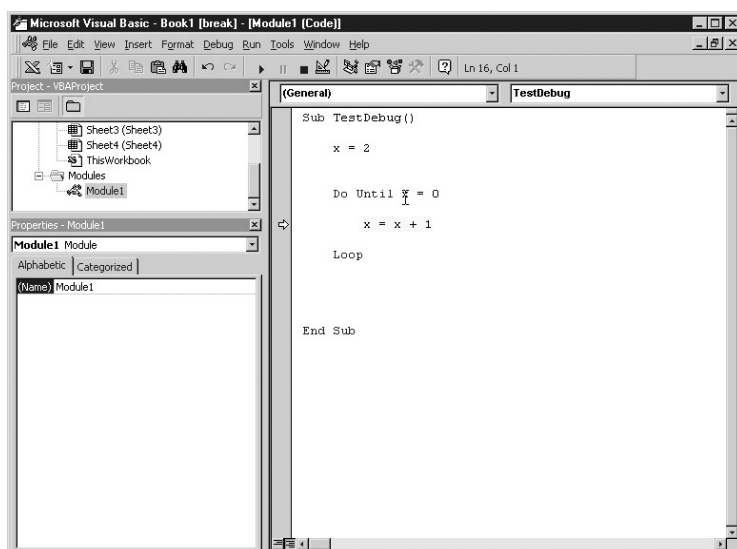 Microsoft Visual Basic - Book1 [break] - [Module1 (Code)]
File Edit View Insert Format Debug Run Tools Window Help
Ln 16, Col 1
Project - VBAProject
Sheet3 (Sheet3)
Sheet4 (Sheet4)
ThisWorkbook
Modules
Module1
Properties - Module1
Module1 Module
Alphabetic Categorized
(Name) Module1
(General) TestDebug
Sub TestDebug()
x = 2
Do Until x = 0
x = x + 1
Loop
End Sub